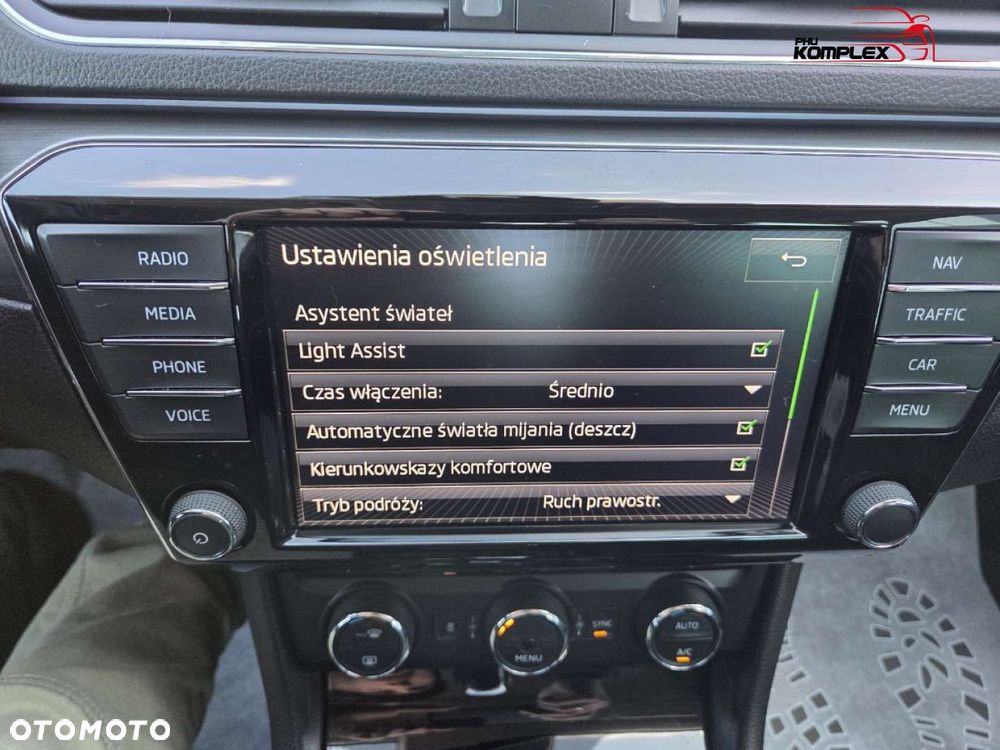 PHU
KOMPLEX
RADIO
MEDIA
PHONE
VOICE
Ustawienia oświetlenia
Asystent świateł
Light Assist
Czas włączenia: Średnio
Automatyczne światła mijania (deszcz)
Kierunkowskazy komfortowe
Tryb podróży: Ruch prawostr.
NAV
TRAFFIC
CAR
MENU
MENU
SYNC
AUTO
A/C
OTOMOTO